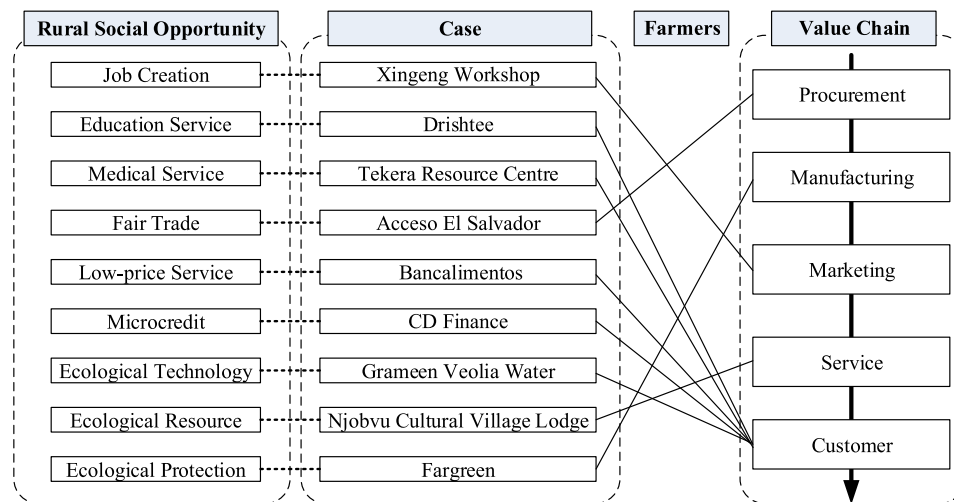 Rural Social Opportunity
Case
Farmers
Value Chain
Job Creation
Xingeng Workshop
Procurement
Education Service
Drishtee
Medical Service
Tekera Resource Centre
Manufacturing
Fair Trade
Acceso El Salvador
Low-price Service
Bancalimentos
Marketing
Microcredit
CD Finance
Ecological Technology
Grameen Veolia Water
Service
Ecological Resource
Njobvu Cultural Village Lodge
Customer
Ecological Protection
Fargreen